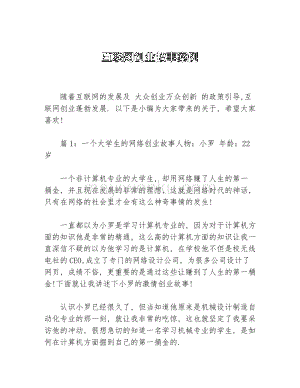 互联网创业故事案例
随着互联网的发展及 大众创业万众创新 的政策引导,互
联网创业蓬勃发展. 以下是小编为大家带来的关于，希望大家
喜欢!
篇 1：一个大学生的网络创业故事人物：小罗 年龄：22
岁
一个非计算机专业的大学生，却用网络赚了人生的第一
桶金，并且现在发展的非常的理想，这就是网络时代的神话，
只有在网络的社会里才会有这么神奇事情的发生!
一直都以为小罗是学习计算机专业的，因为对于计算机
方面的知识他是非常的精通，这么高的计算机方面的知识让我一
直深信不疑的以为他学习的是计算机，在学校他不但是校无线
电社的CEO,成立了专门的网络设计公司，为很多公司设计了
网页，成绩不俗，更重要的是通过这些让赚到了人生的第一桶
金!下面就让我讲述下小罗的激情创业故事!
认识小罗已经很久了，但当知道他原来是机械设计制造自
动化专业的那一刻，就让我非常的吃惊，这也就坚定了我要采
访他的冲动，很想急切的知道一名学习机械专业的学生，是如
何在计算机方面掘到自己的第一桶金的.